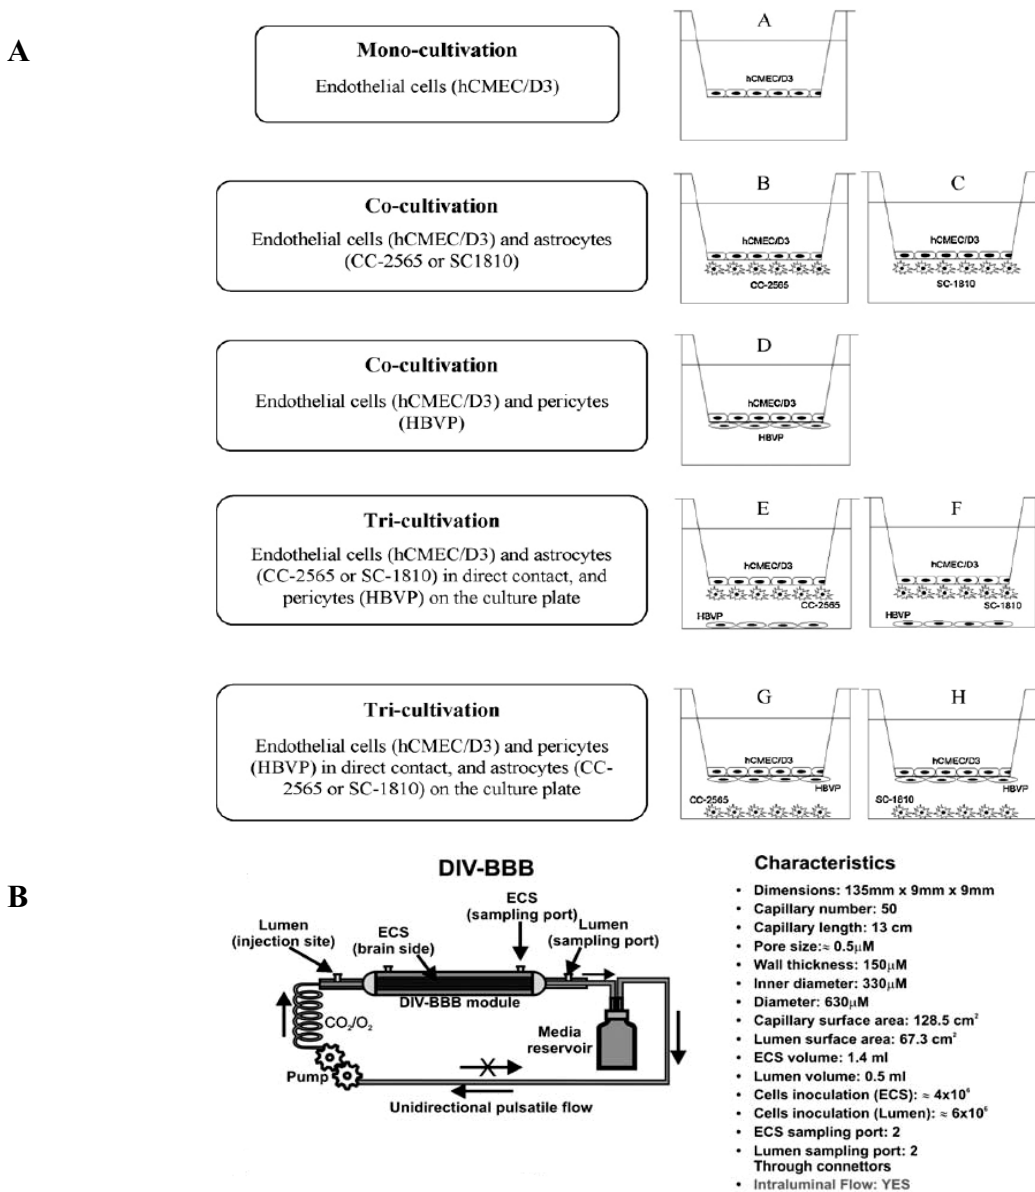 A
Mono-cultivation
Endothelial cells (hCMEC/D3)
A
hCMEC/D3
Co-cultivation
Endothelial cells (hCMEC/D3) and astrocytes
(CC-2565 or SC1810)
B
hCMEC/D3
CC-2565
C
hCMEC/D3
SC-1810
Co-cultivation
Endothelial cells (hCMEC/D3) and pericytes
(HBVP)
D
hCMEC/D3
HBVP
Tri-cultivation
Endothelial cells (hCMEC/D3) and astrocytes
(CC-2565 or SC-1810) in direct contact, and
pericytes (HBVP) on the culture plate
E
hCMEC/D3
CC-2565
HBVP
F
hCMEC/D3
SC-1810
HBVP
Tri-cultivation
Endothelial cells (hCMEC/D3) and pericytes
(HBVP) in direct contact, and astrocytes (CC-
2565 or SC-1810) on the culture plate
G
hCMEC/D3
HBVP
CC-2565
H
hCMEC/D3
HBVP
SC-1810
B
DIV-BBB
Lumen
(injection site)
ECS
(brain side)
ECS
(sampling port)
Lumen
(sampling port)
DIV-BBB module
CO₂/O₂
Media
reservoir
Pump
X
Unidirectional pulsatile flow
Characteristics
• Dimensions: 135mm x 9mm x 9mm
• Capillary number: 50
• Capillary length: 13 cm
• Pore size:≈ 0.5µM
• Wall thickness: 150µM
• Inner diameter: 330µM
• Diameter: 630µM
• Capillary surface area: 128.5 cm²
• Lumen surface area: 67.3 cm²
• ECS volume: 1.4 ml
• Lumen volume: 0.5 ml
• Cells inoculation (ECS): ≈ 4x10⁶
• Cells inoculation (Lumen): ≈ 6x10⁶
• ECS sampling port: 2
• Lumen sampling port: 2
Through connettors
• Intraluminal Flow: YES